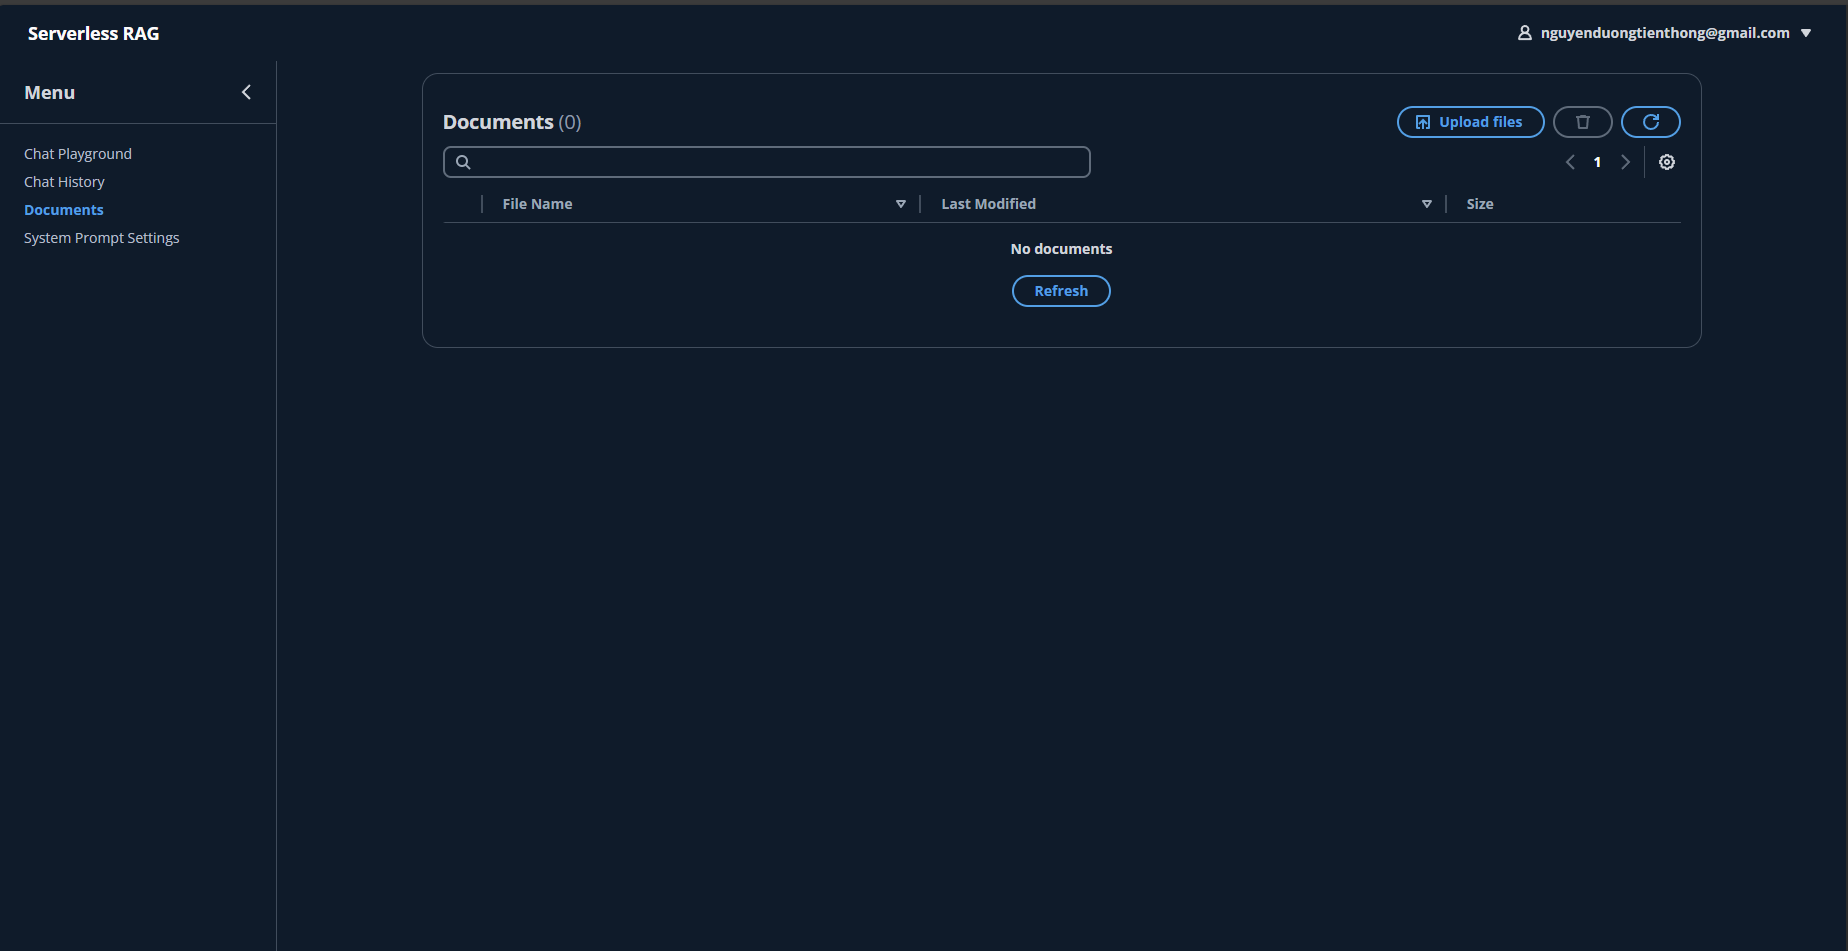 Serverless RAG
nguyenduongtienthong@gmail.com
Menu
Chat Playground
Chat History
Documents
System Prompt Settings
Documents (0)
Upload files
1
File Name
Last Modified
Size
No documents
Refresh